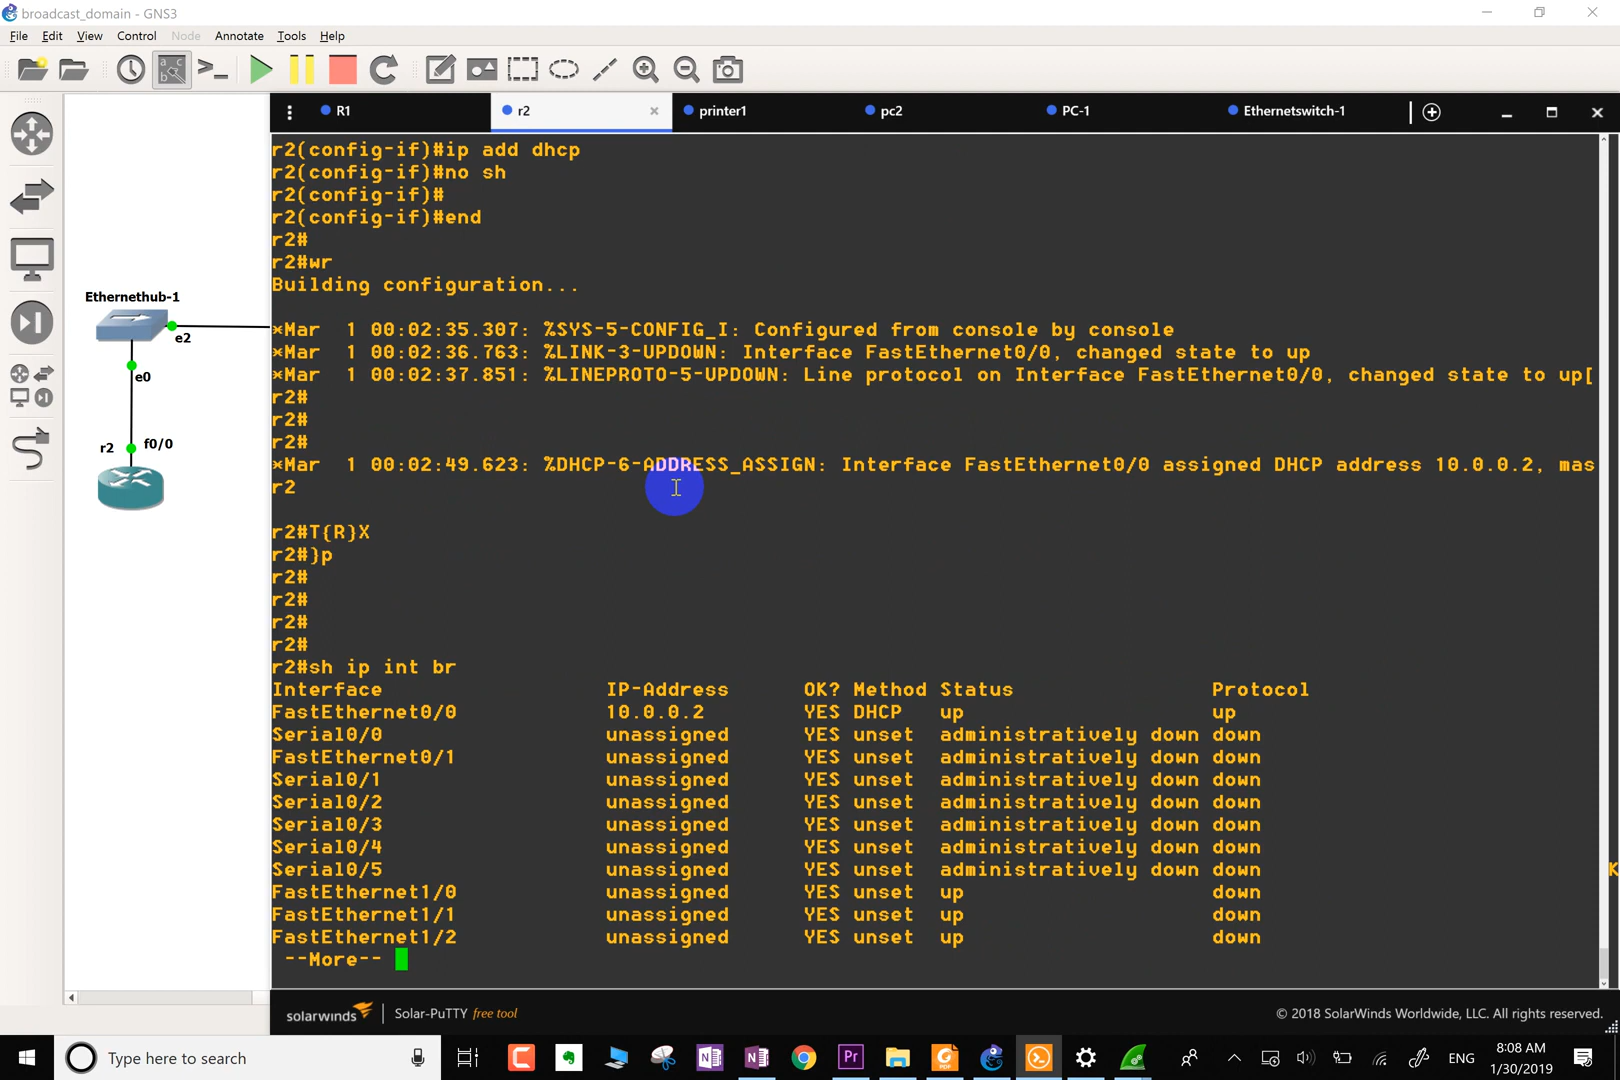 broadcast_domain - GNS3
File Edit View Control Node Annotate Tools Help
R1 r2 printer1 pc2 PC-1 Ethernetswitch-1
r2(config-if)#ip add dhcp
r2(config-if)#no sh
r2(config-if)#
r2(config-if)#end
r2#
r2#wr
Building configuration...
*Mar  1 00:02:35.307: %SYS-5-CONFIG_I: Configured from console by console
*Mar  1 00:02:36.763: %LINK-3-UPDOWN: Interface FastEthernet0/0, changed state to up
*Mar  1 00:02:37.851: %LINEPROTO-5-UPDOWN: Line protocol on Interface FastEthernet0/0, changed state to up[
r2#
r2#
r2#
*Mar  1 00:02:49.623: %DHCP-6-ADDRESS_ASSIGN: Interface FastEthernet0/0 assigned DHCP address 10.0.0.2, mas
r2
r2#T{R}X
r2#}p
r2#
r2#
r2#
r2#
r2#sh ip int br
Interface IP-Address OK? Method Status Protocol
FastEthernet0/0 10.0.0.2 YES DHCP up up
Serial0/0 unassigned YES unset administratively down down
FastEthernet0/1 unassigned YES unset administratively down down
Serial0/1 unassigned YES unset administratively down down
Serial0/2 unassigned YES unset administratively down down
Serial0/3 unassigned YES unset administratively down down
Serial0/4 unassigned YES unset administratively down down
Serial0/5 unassigned YES unset administratively down down
FastEthernet1/0 unassigned YES unset up down
FastEthernet1/1 unassigned YES unset up down
FastEthernet1/2 unassigned YES unset up down
--More--
Ethernethub-1
e2
e0
r2 f0/0
solarwinds Solar-PuTTY free tool © 2018 SolarWinds Worldwide, LLC. All rights reserved.
Type here to search
ENG
8:08 AM
1/30/2019